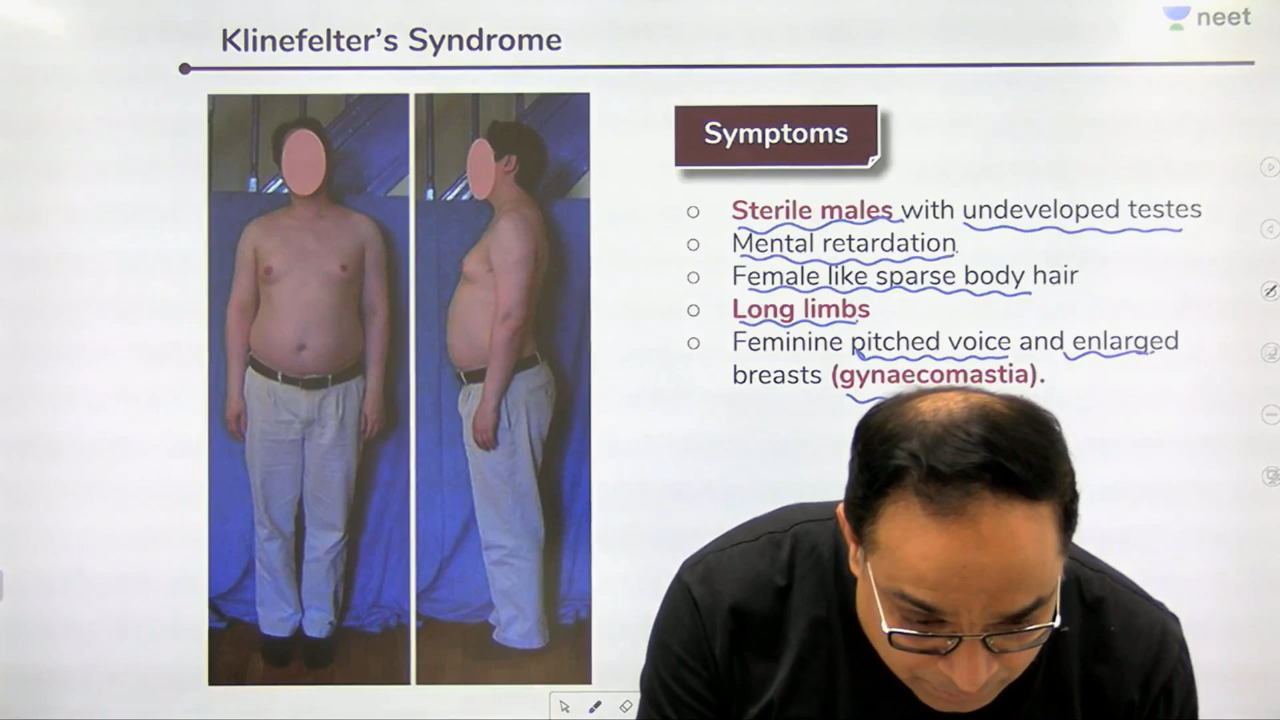 neet
Klinefelter's Syndrome
Symptoms
Sterile males with undeveloped testes
Mental retardation
Female like sparse body hair
Long limbs
Feminine pitched voice and enlarged
breasts (gynaecomastia).